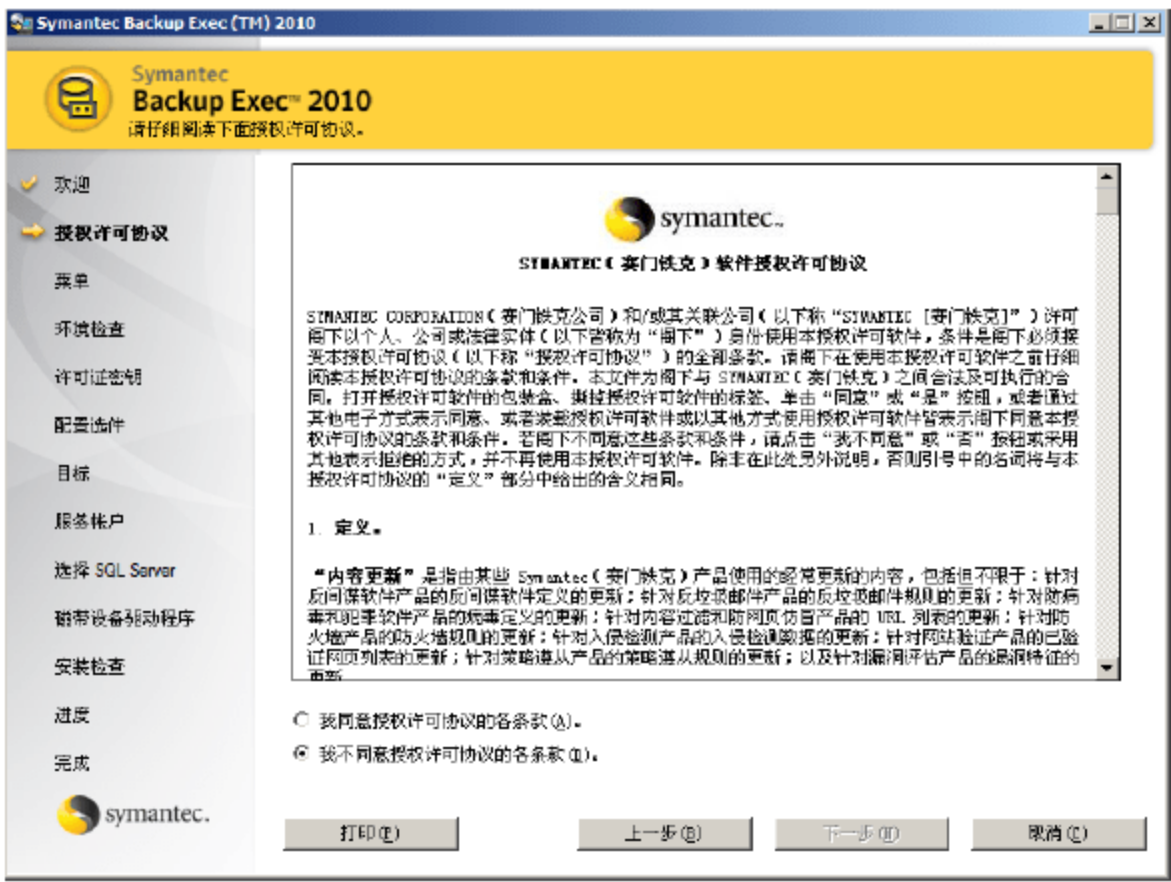 Symantec Backup Exec (TM) 2010
Symantec
Backup Exec™ 2010
请仔细阅读下面授权许可协议。
欢迎
授权许可协议
菜单
环境检查
许可证密钥
配置选件
目标
服务帐户
选择 SQL Server
磁带设备驱动程序
安装检查
进度
完成
symantec.
symantec™
SYMANTEC（赛门铁克）软件授权许可协议
SYMANTEC CORPORATION（赛门铁克公司）和/或其关联公司（以下称“SYMANTEC [赛门铁克]”）许可
阁下以个人、公司或法律实体（以下皆称为“阁下”）身份使用本授权许可软件，条件是阁下必须接
受本授权许可协议（以下称“授权许可协议”）的全部条款。请阁下在使用本授权许可软件之前仔细
阅读本授权许可协议的条款和条件。本文件为阁下与 SYMANTEC（赛门铁克）之间合法及可执行的合
同。打开授权许可软件的包装盒、撕掉授权许可软件的标签、单击“同意”或“是”按钮，或者通过
其他电子方式表示同意、或者装载授权许可软件或以其他方式使用授权许可软件皆表示阁下同意本授
权许可协议的条款和条件。若阁下不同意这些条款和条件，请点击“我不同意”或“否”按钮或采用
其他表示拒绝的方式，并不再使用本授权许可软件。除非在此处另外说明，否则引号中的名词将与本
授权许可协议的“定义”部分中给出的含义相同。
1. 定义。
“内容更新”是指由某些 Symantec（赛门铁克）产品使用的经常更新的内容，包括但不限于：针对
反间谍软件产品的反间谍软件定义的更新；针对反垃圾邮件产品的反垃圾邮件规则的更新；针对防病
毒和犯罪软件产品的病毒定义的更新；针对内容过滤和防网页仿冒产品的 URL 列表的更新；针对防
火墙产品的防火墙规则的更新；针对入侵检测产品的入侵检测数据的更新；针对网站验证产品的已验
证网页列表的更新；针对策略遵从产品的策略遵从规则的更新；以及针对漏洞评估产品的漏洞特征的
更新
我同意授权许可协议的各条款(A)。
我不同意授权许可协议的各条款(D)。
打印(P)
上一步(B)
下一步(N)
取消(C)